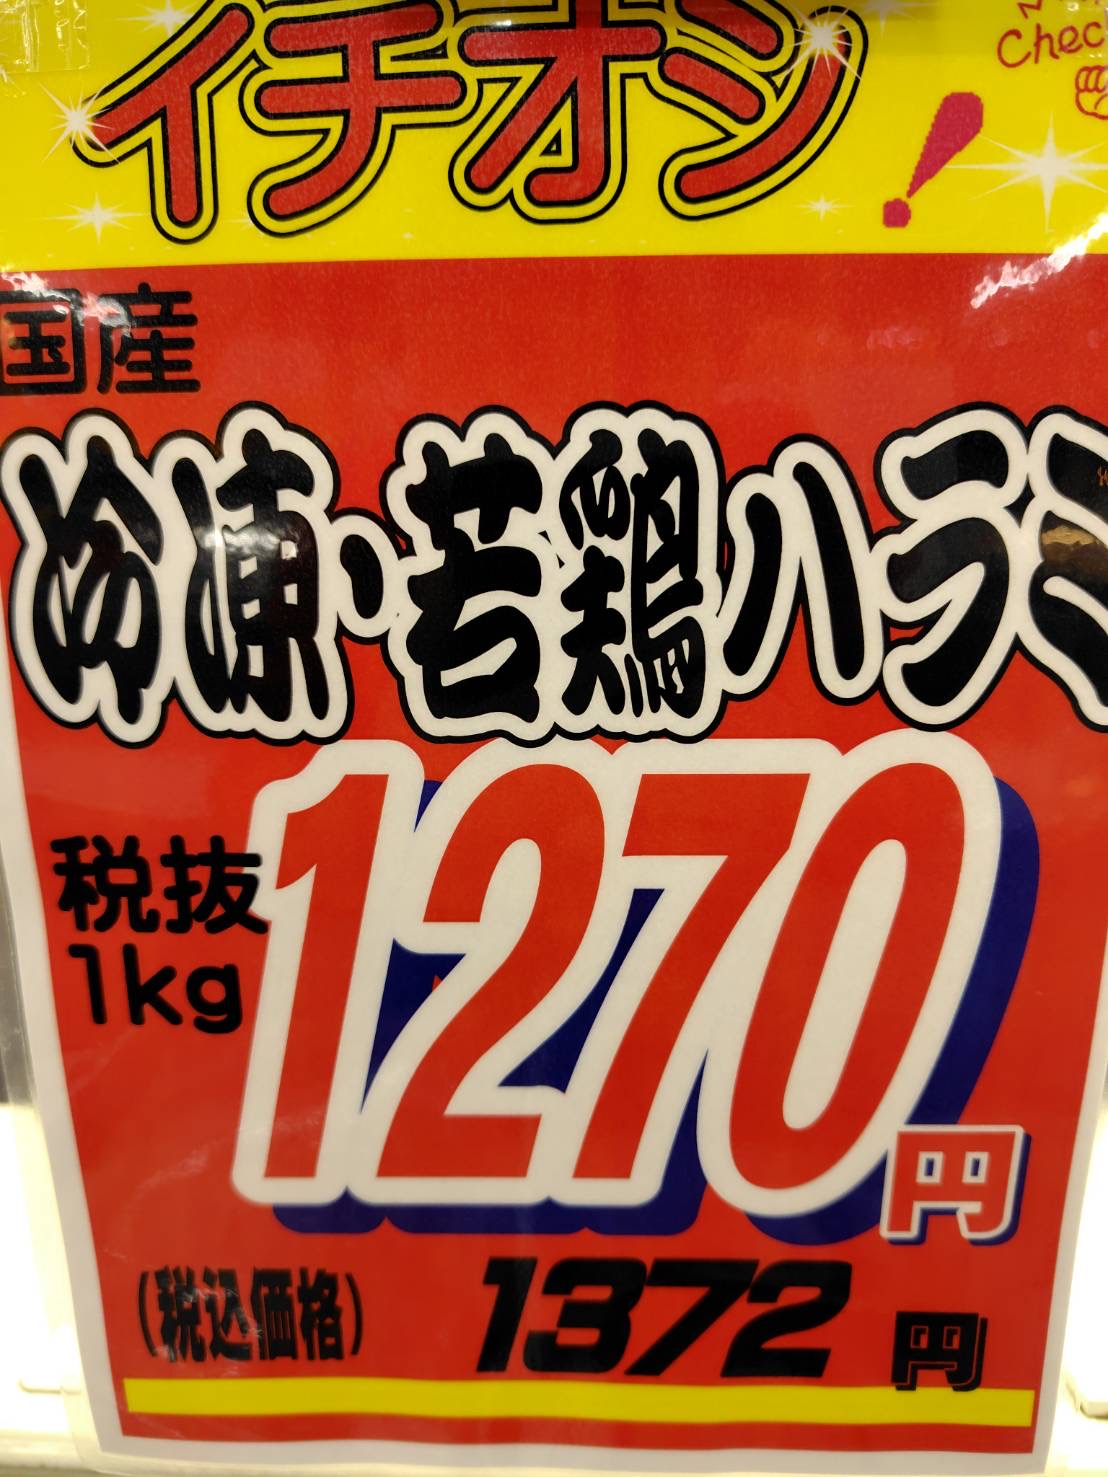 イチオシ！
Chec
国産
冷凍・若鶏ハラミ
税抜
1kg
1270円
(税込価格) 1372円